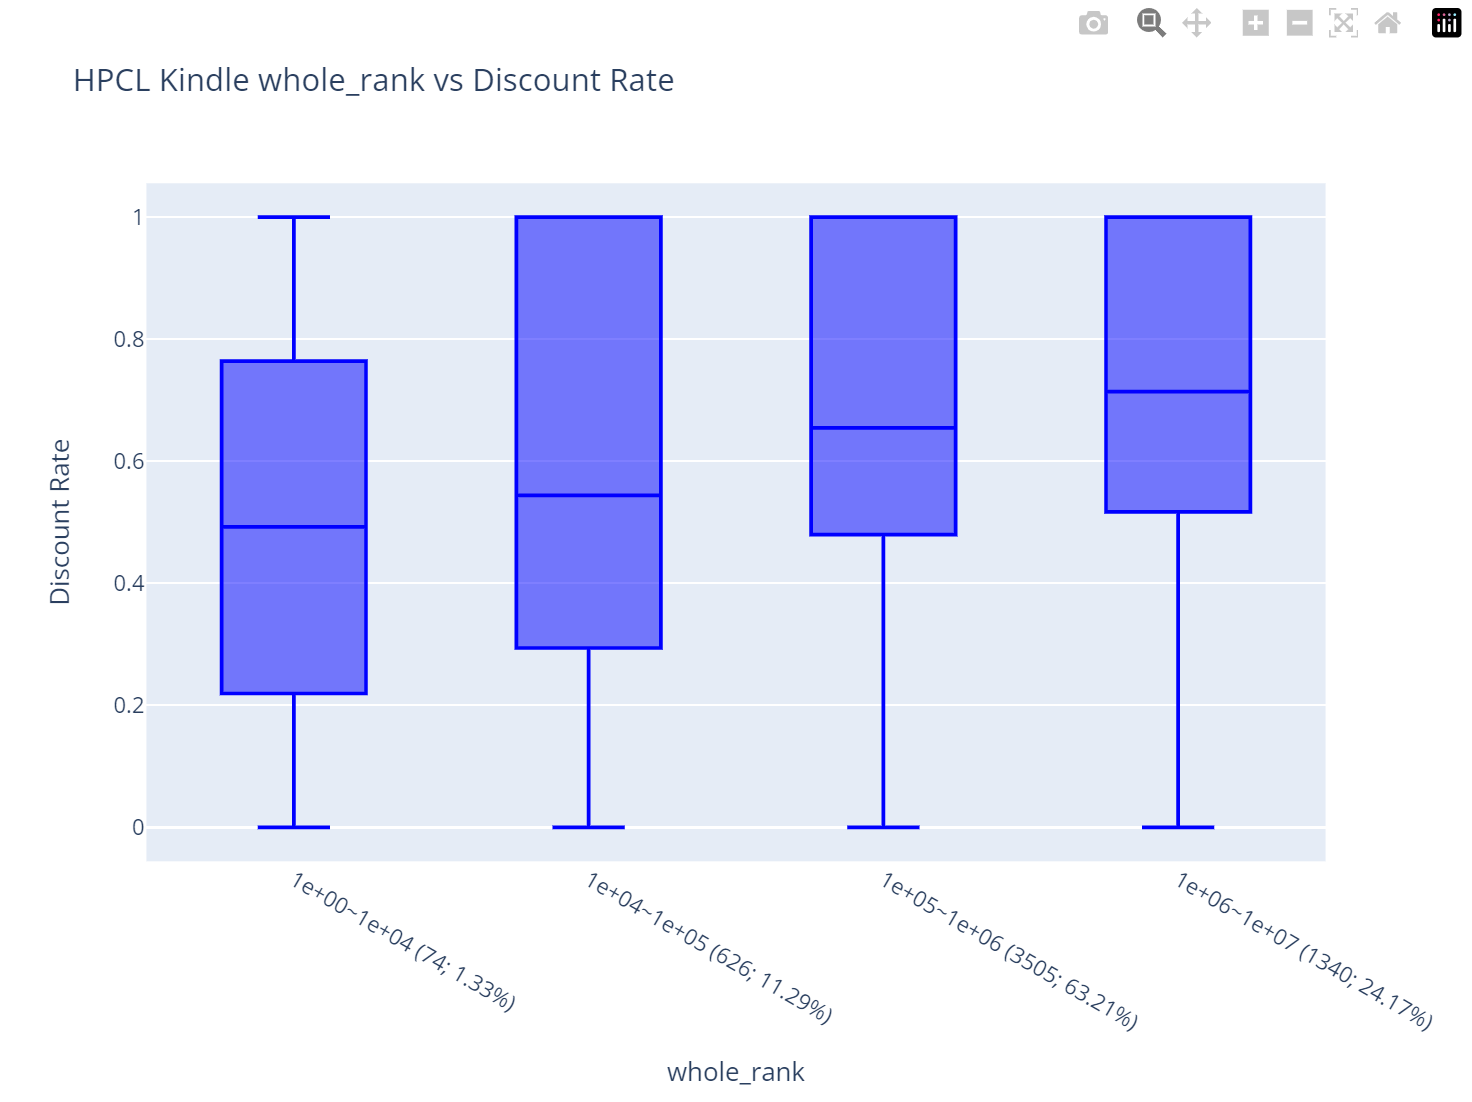 HPCL Kindle whole_rank vs Discount Rate
1
0.8
0.6
0.4
0.2
0
Discount Rate
1e+00~1e+04 (74; 1.33%)
1e+04~1e+05 (626; 11.29%)
1e+05~1e+06 (3505; 63.21%)
1e+06~1e+07 (1340; 24.17%)
whole_rank